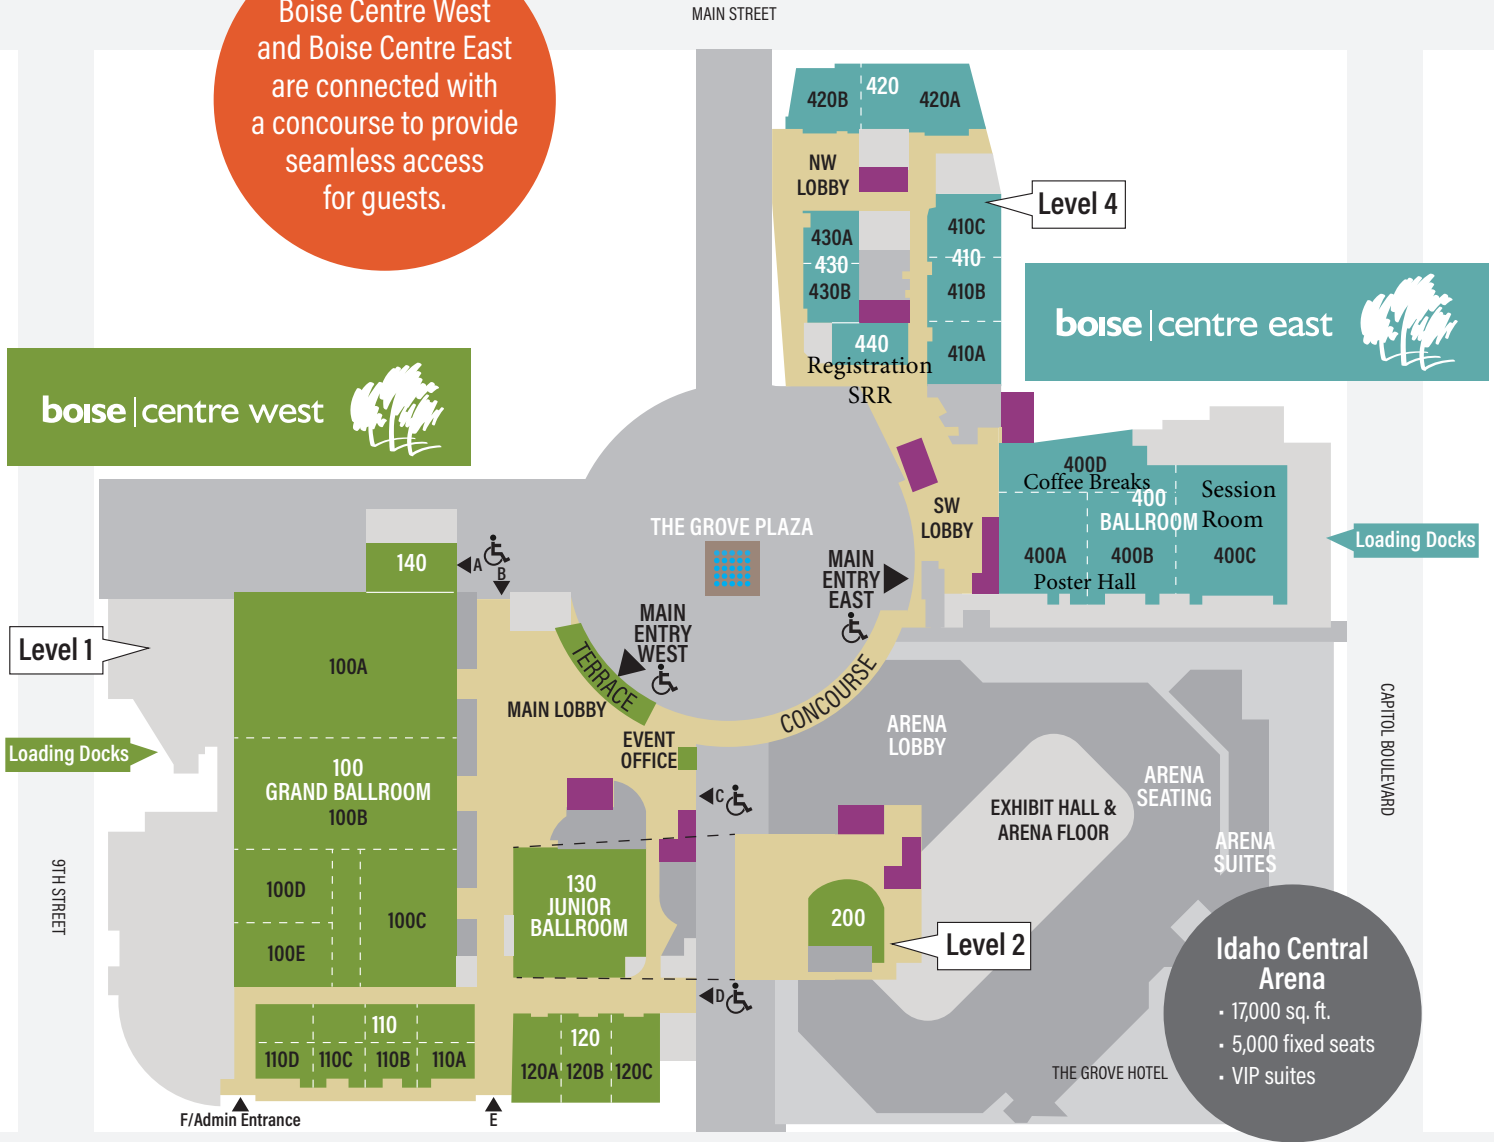 MAIN STREET
Boise Centre West
and Boise Centre East
are connected with
a concourse to provide
seamless access
for guests.
420B
420
420A
NW
LOBBY
Level 4
430A
430
430B
410C
410
410B
410A
440
Registration
SRR
boise | centre east
boise | centre west
400D
Coffee Breaks
400
BALLROOM
Session
Room
400A
400B
400C
Poster Hall
Loading Docks
SW
LOBBY
THE GROVE PLAZA
MAIN
ENTRY
EAST
MAIN
ENTRY
WEST
TERRACE
CONCOURSE
140
A
B
Level 1
100A
MAIN LOBBY
EVENT
OFFICE
Loading Docks
100
GRAND BALLROOM
100B
C
100D
100C
100E
130
JUNIOR
BALLROOM
200
Level 2
D
ARENA
LOBBY
ARENA
SEATING
EXHIBIT HALL &
ARENA FLOOR
ARENA
SUITES
CAPITOL BOULEVARD
9TH STREET
Idaho Central
Arena
• 17,000 sq. ft.
• 5,000 fixed seats
• VIP suites
THE GROVE HOTEL
110
110D
110C
110B
110A
120
120A
120B
120C
F/Admin Entrance
E